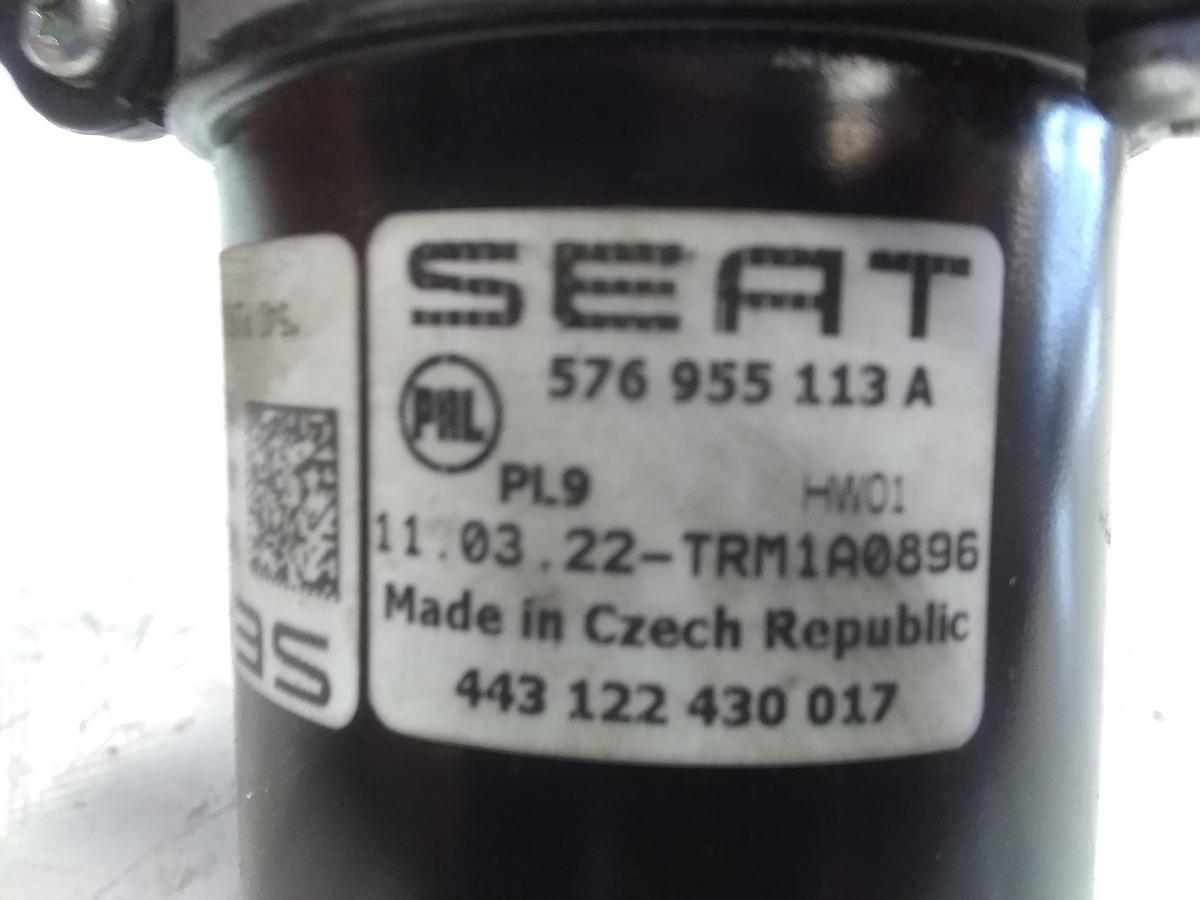 SEAT
576 955 113 A
PAL
PL9 HW01
11.03.22-TRM1A0896
Made in Czech Republic
443 122 430 017